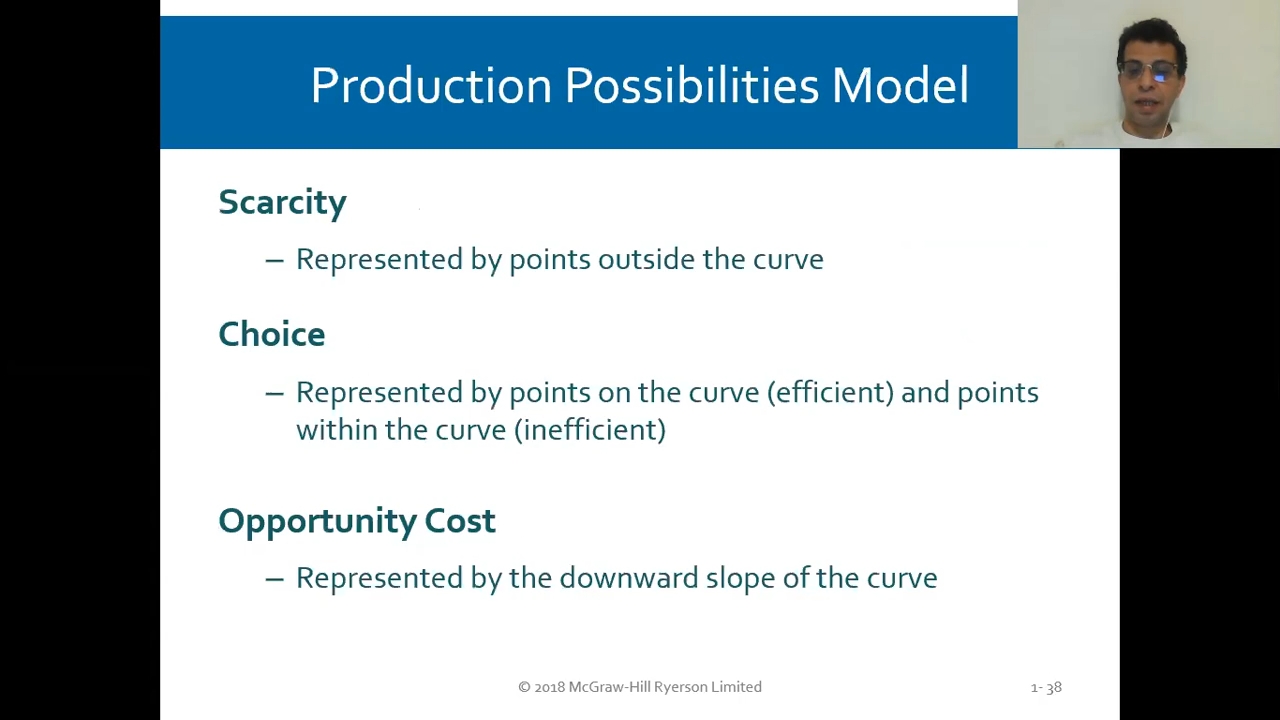 Production Possibilities Model
Scarcity
– Represented by points outside the curve
Choice
– Represented by points on the curve (efficient) and points
within the curve (inefficient)
Opportunity Cost
– Represented by the downward slope of the curve
© 2018 McGraw-Hill Ryerson Limited
1- 38